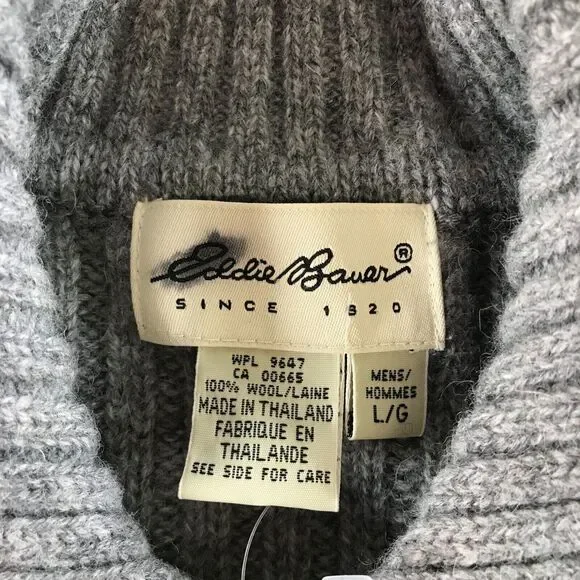 Eddie Bauer®
SINCE 1920
WPL 9647
CA 00665
100% WOOL/LAINE
MADE IN THAILAND
FABRIQUE EN
THAILANDE
SEE SIDE FOR CARE
MENS/
HOMMES
L/G